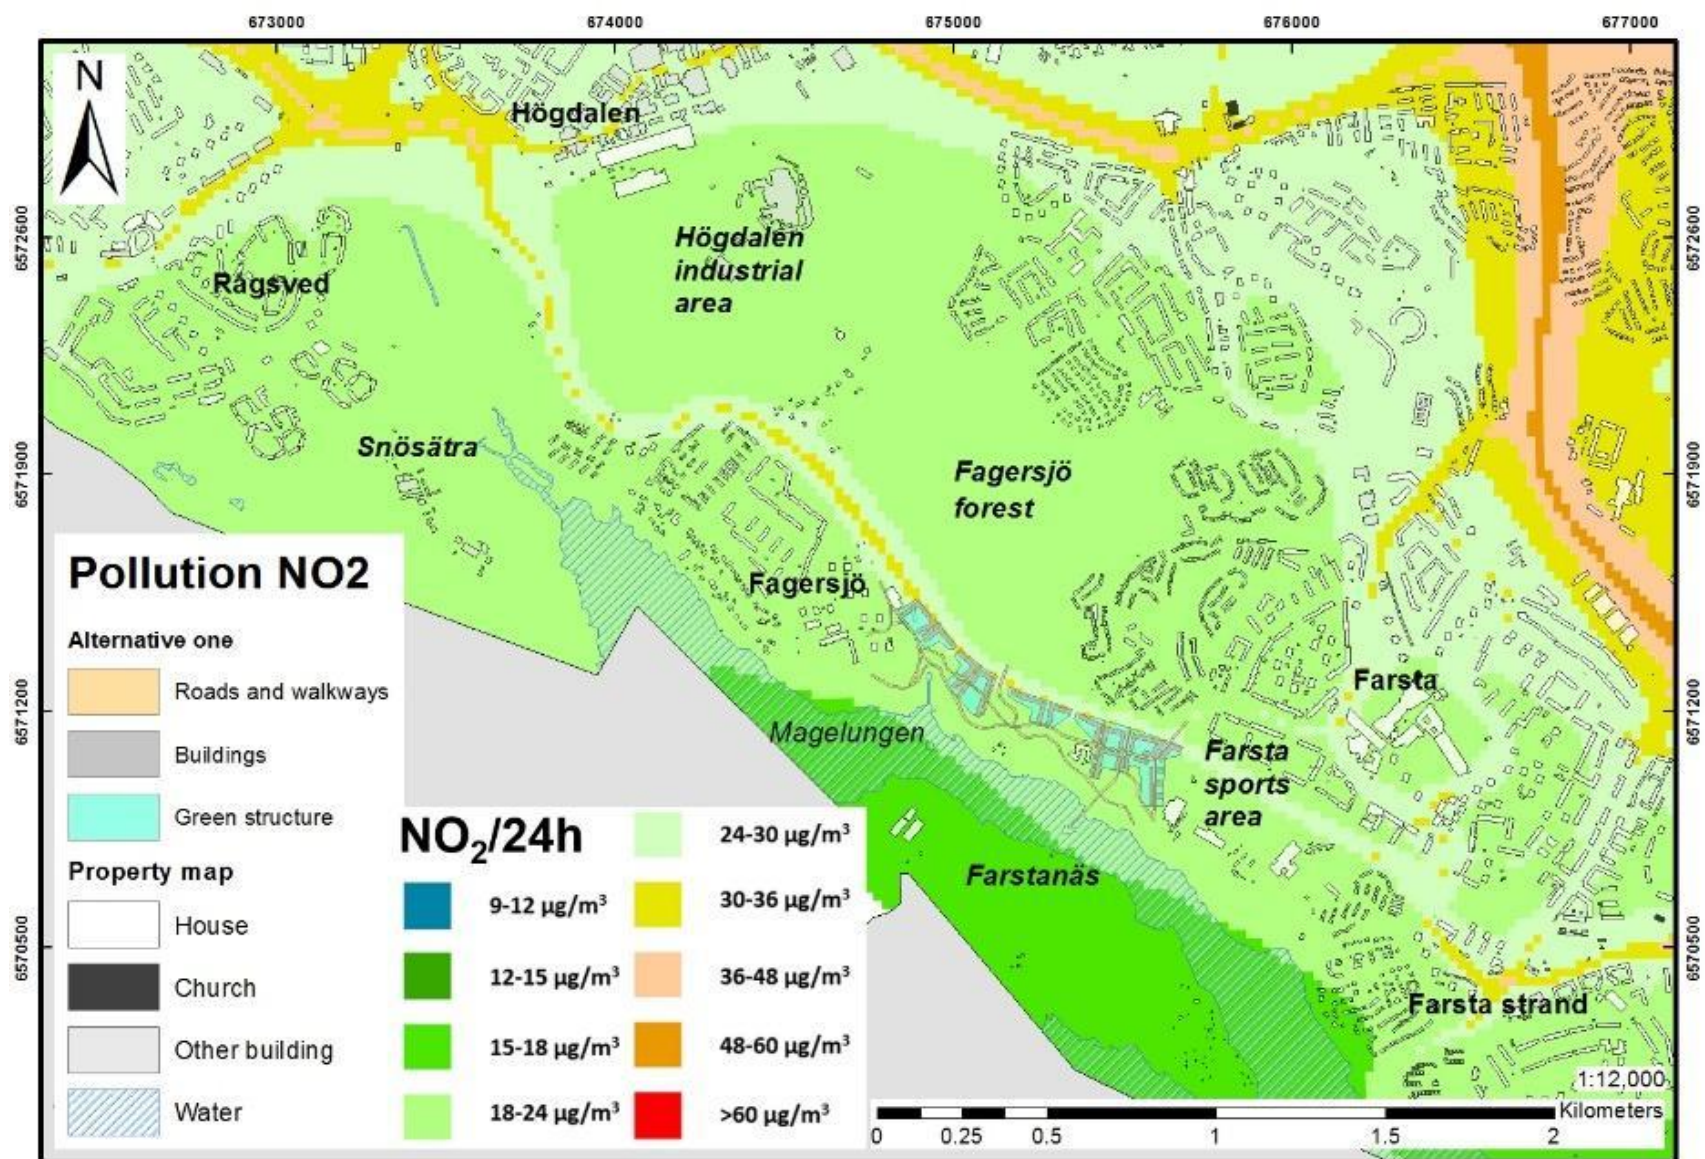 673000
674000
675000
676000
677000
N
Högdalen
6572600
6572600
Högdalen
industrial
area
Rågsved
Snösätra
6571900
6571900
Fagersjö
forest
Fagersjö
Farsta
6571200
6571200
Magelungen
Farsta
sports
area
Farstanäs
6570500
6570500
Farsta strand
Pollution NO2
Alternative one
Roads and walkways
Buildings
Green structure
Property map
House
Church
Other building
Water
NO₂/24h
9-12 µg/m³
12-15 µg/m³
15-18 µg/m³
18-24 µg/m³
24-30 µg/m³
30-36 µg/m³
36-48 µg/m³
48-60 µg/m³
>60 µg/m³
1:12,000
Kilometers
0
0.25
0.5
1
1.5
2